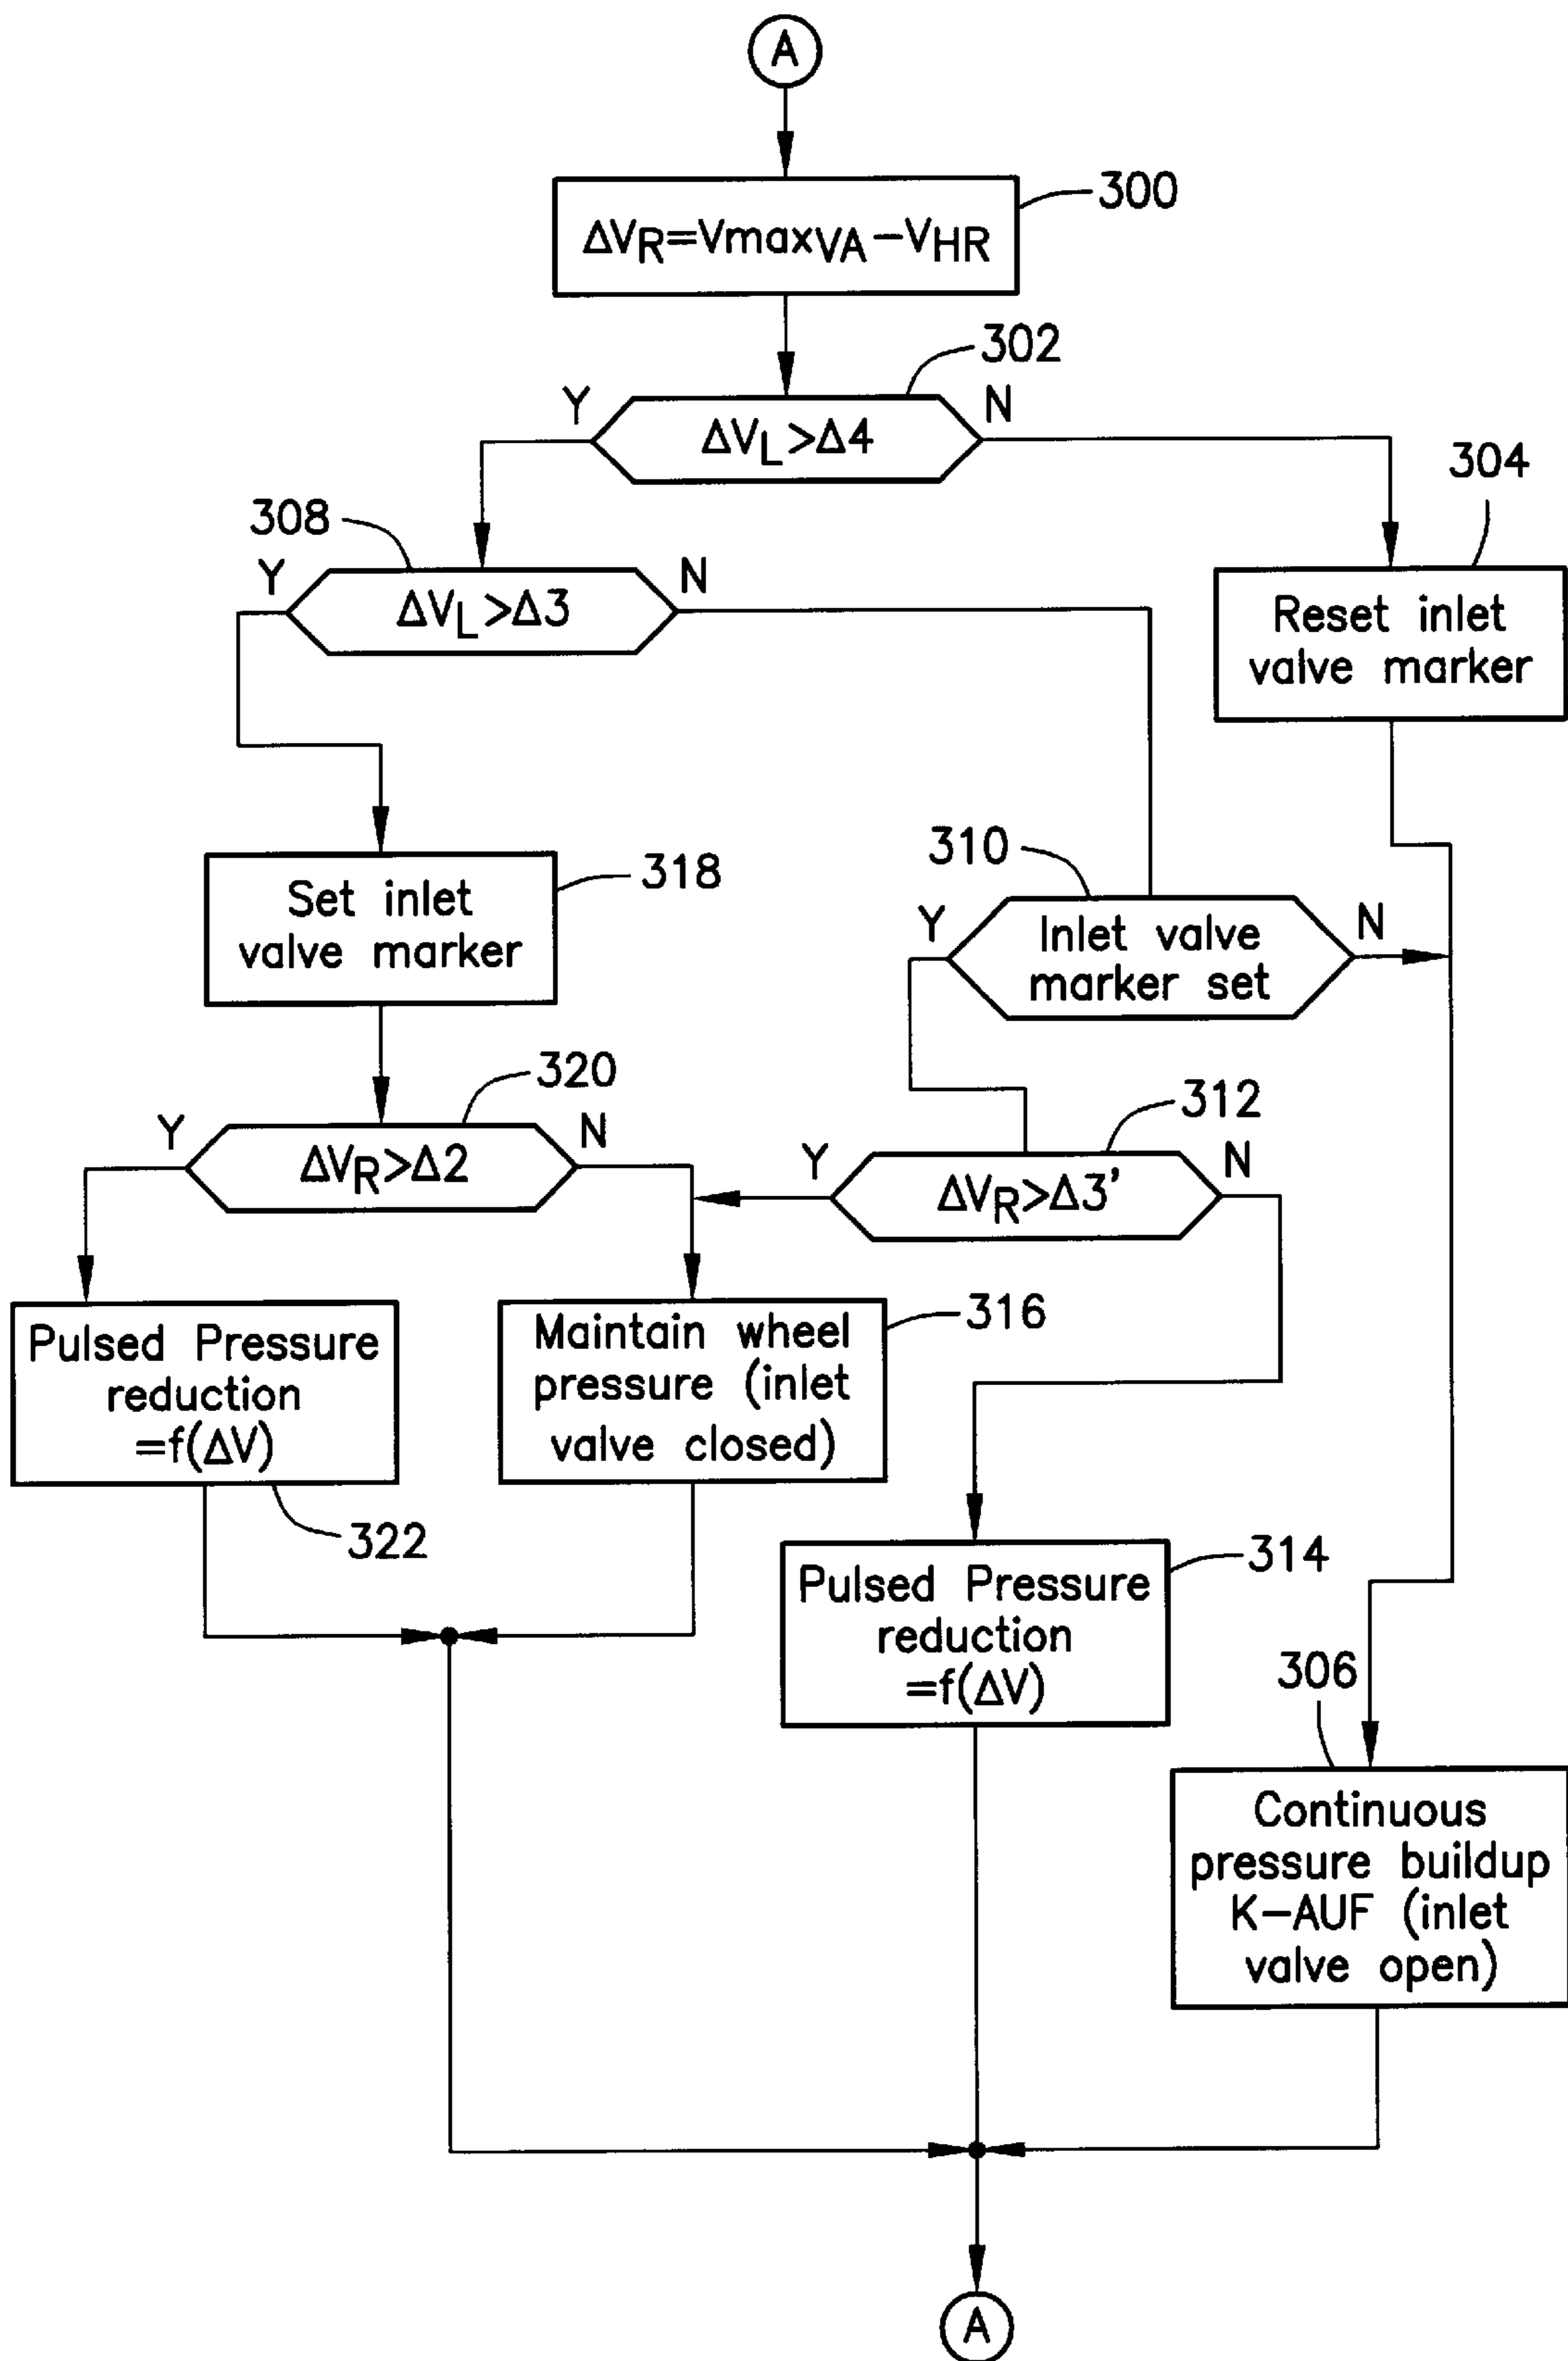 A
300
ΔVR=VmaxVA−VHR
302
Y
N
ΔVL>Δ4
304
308
Y
N
ΔVL>Δ3
Reset inlet
valve marker
310
318
Set inlet
valve marker
Y
N
Inlet valve
marker set
320
312
Y
N
ΔVR>Δ2
Y
N
ΔVR>Δ3'
316
Pulsed Pressure
reduction
=f(ΔV)
Maintain wheel
pressure (inlet
valve closed)
322
314
Pulsed Pressure
reduction
=f(ΔV)
306
Continuous
pressure buildup
K−AUF (inlet
valve open)
A